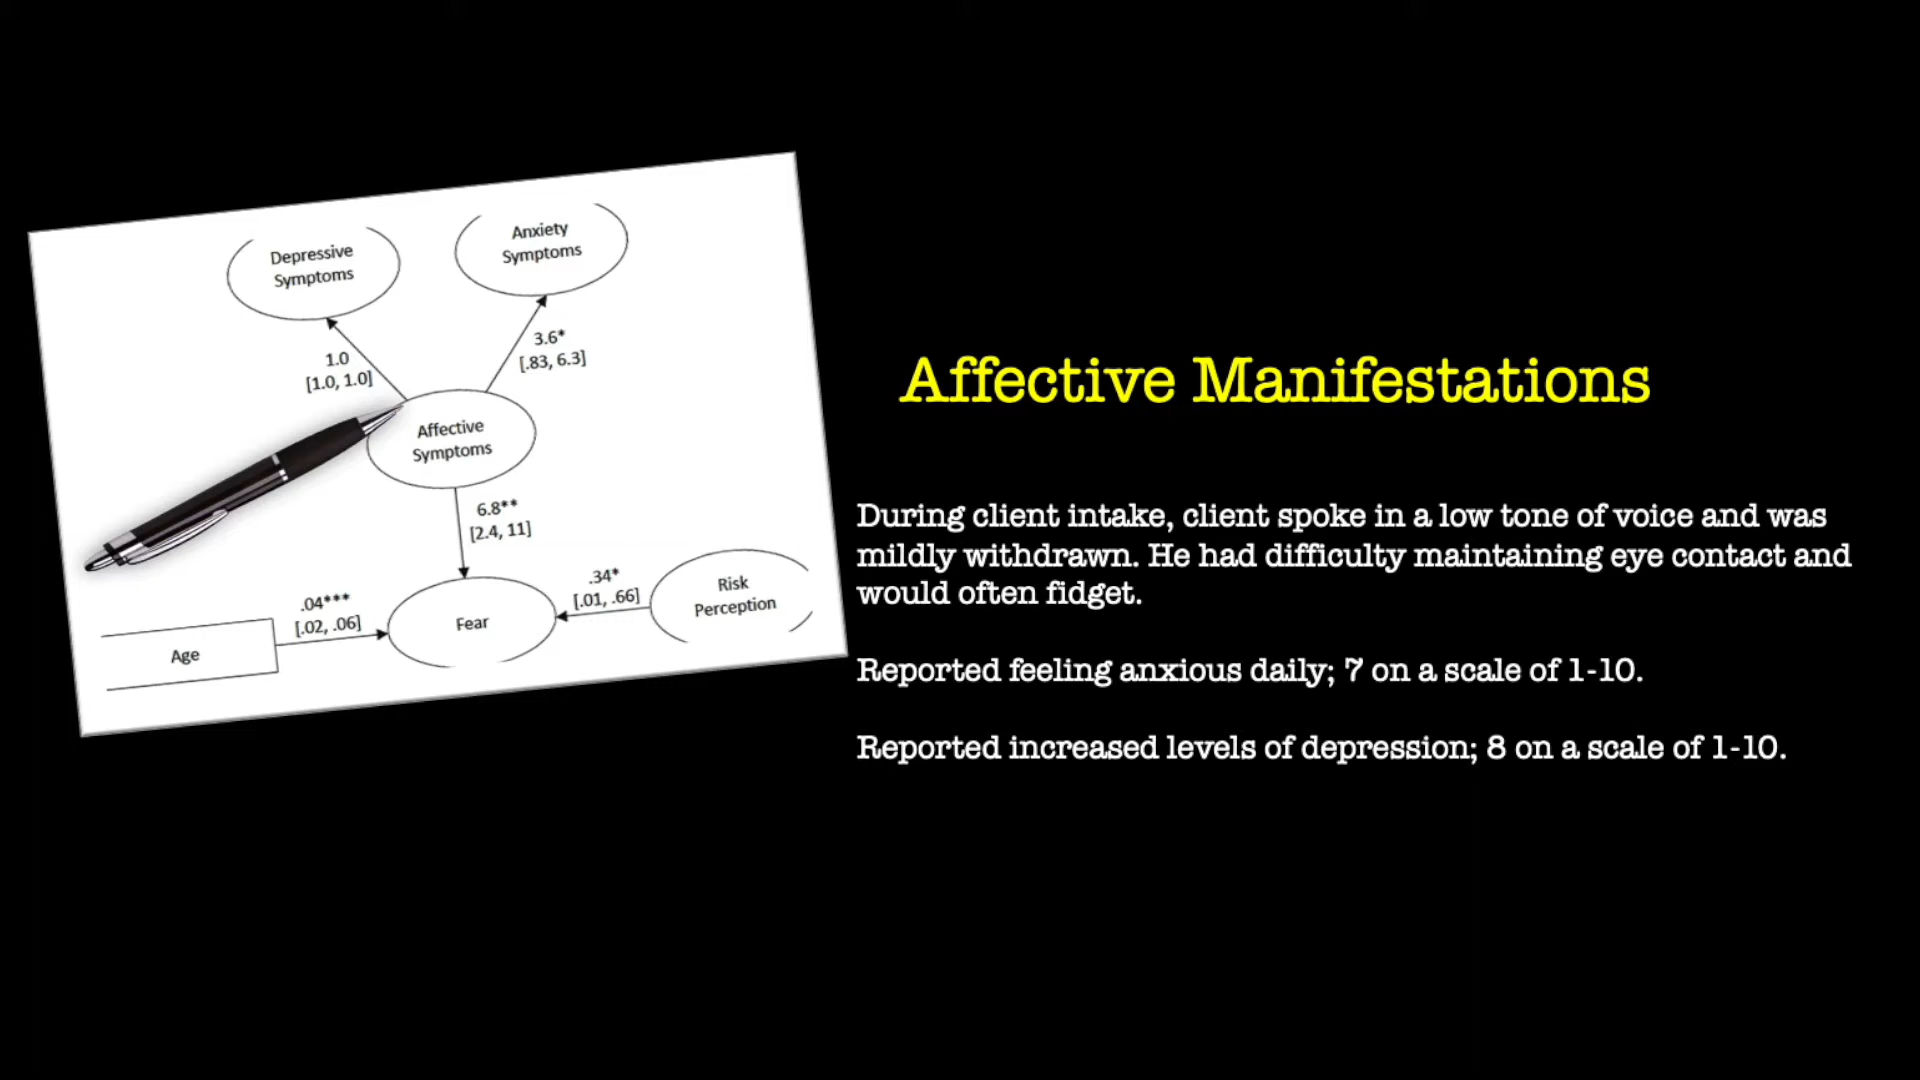 Depressive
Symptoms
Anxiety
Symptoms
1.0
[1.0, 1.0]
3.6*
[.83, 6.3]
Affective
Symptoms
6.8**
[2.4, 11]
Age
.04***
[.02, .06]
Fear
.34*
[.01, .66]
Risk
Perception
Affective Manifestations
During client intake, client spoke in a low tone of voice and was
mildly withdrawn. He had difficulty maintaining eye contact and
would often fidget.
Reported feeling anxious daily; 7 on a scale of 1-10.
Reported increased levels of depression; 8 on a scale of 1-10.